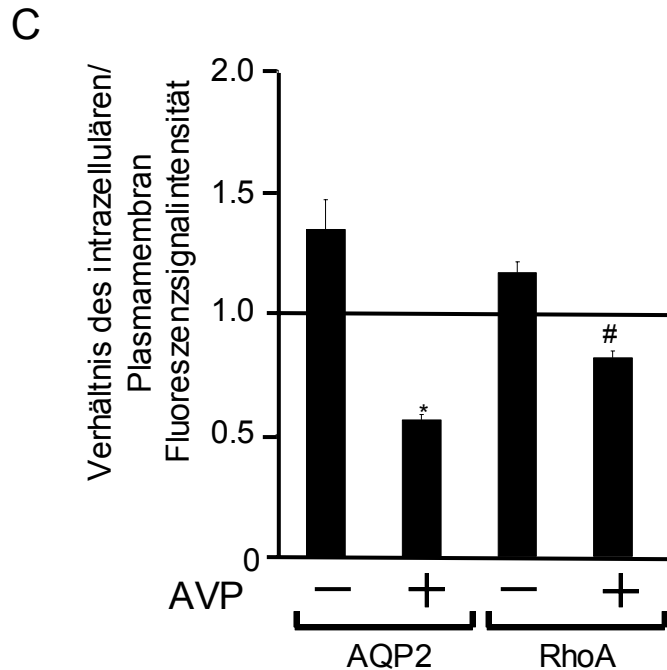 C
Verhältnis des intrazellulären/
Plasmamembran
Fluoreszenzsignalintensität
2.0
1.5
1.0
0.5
0
*
#
AVP − + − +
AQP2 RhoA